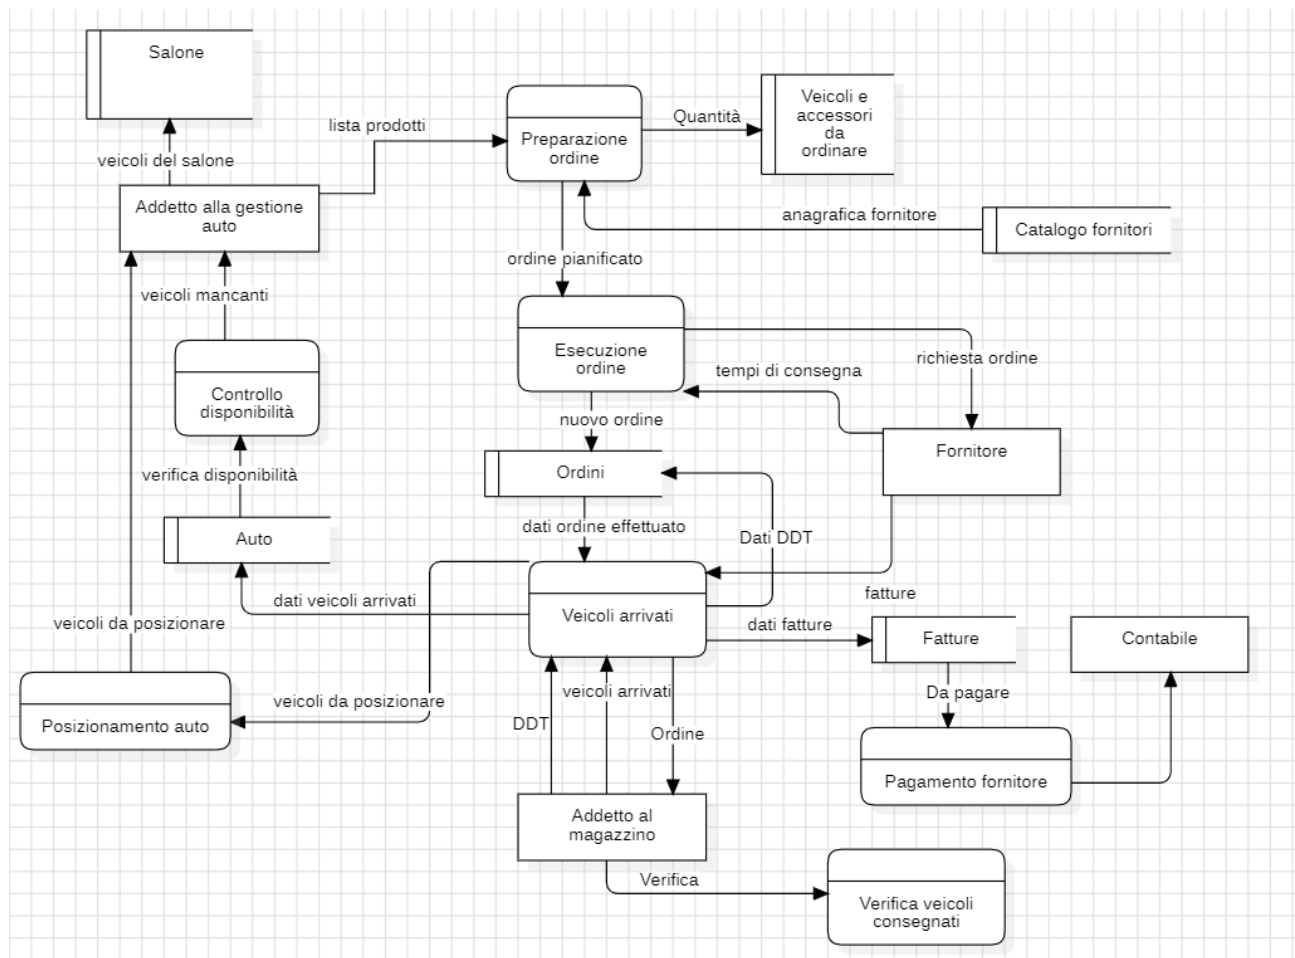 Salone
Veicoli e
accessori
da
ordinare
Quantità
lista prodotti
Preparazione
ordine
veicoli del salone
Addetto alla gestione
auto
anagrafica fornitore
Catalogo fornitori
ordine pianificato
veicoli mancanti
Esecuzione
ordine
richiesta ordine
tempi di consegna
Controllo
disponibilità
nuovo ordine
Fornitore
verifica disponibilità
Ordini
dati ordine effettuato
Dati DDT
Auto
fatture
dati veicoli arrivati
Veicoli arrivati
veicoli da posizionare
dati fatture
Fatture
Contabile
veicoli arrivati
Da pagare
veicoli da posizionare
DDT
Ordine
Posizionamento auto
Pagamento fornitore
Addetto al
magazzino
Verifica
Verifica veicoli
consegnati